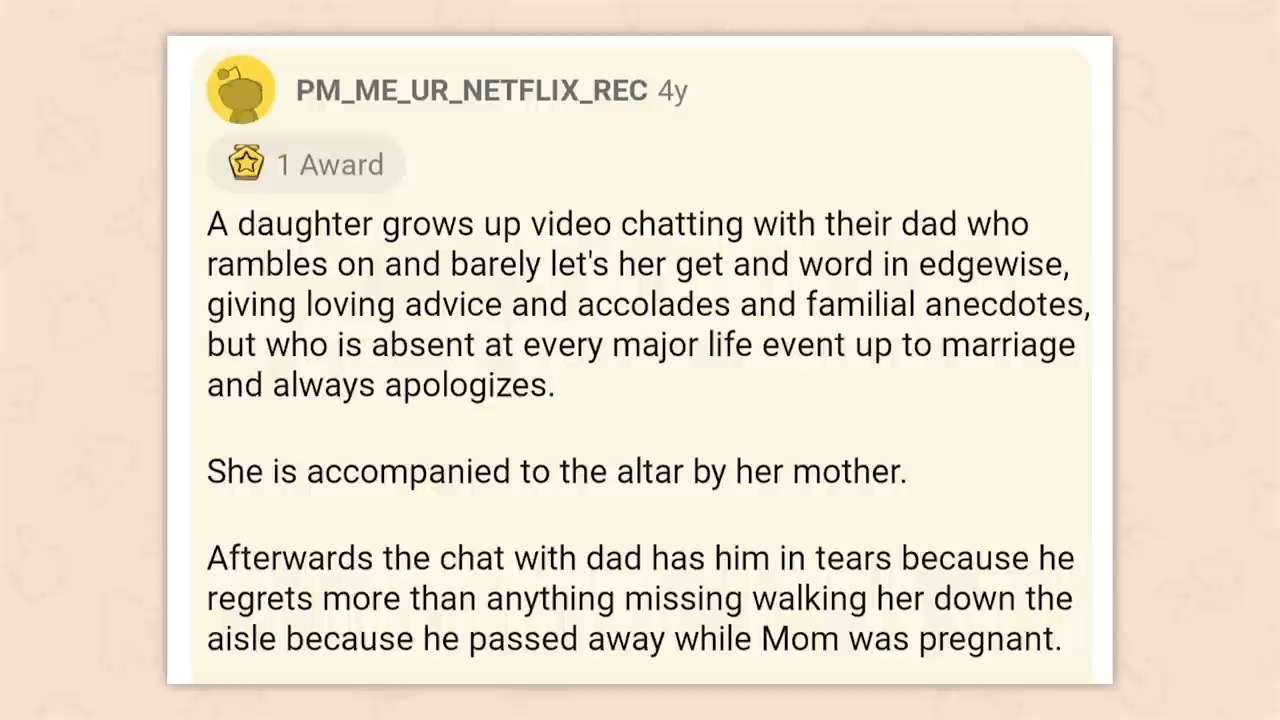 PM_ME_UR_NETFLIX_REC 4y
1 Award
A daughter grows up video chatting with their dad who
rambles on and barely let's her get and word in edgewise,
giving loving advice and accolades and familial anecdotes,
but who is absent at every major life event up to marriage
and always apologizes.
She is accompanied to the altar by her mother.
Afterwards the chat with dad has him in tears because he
regrets more than anything missing walking her down the
aisle because he passed away while Mom was pregnant.